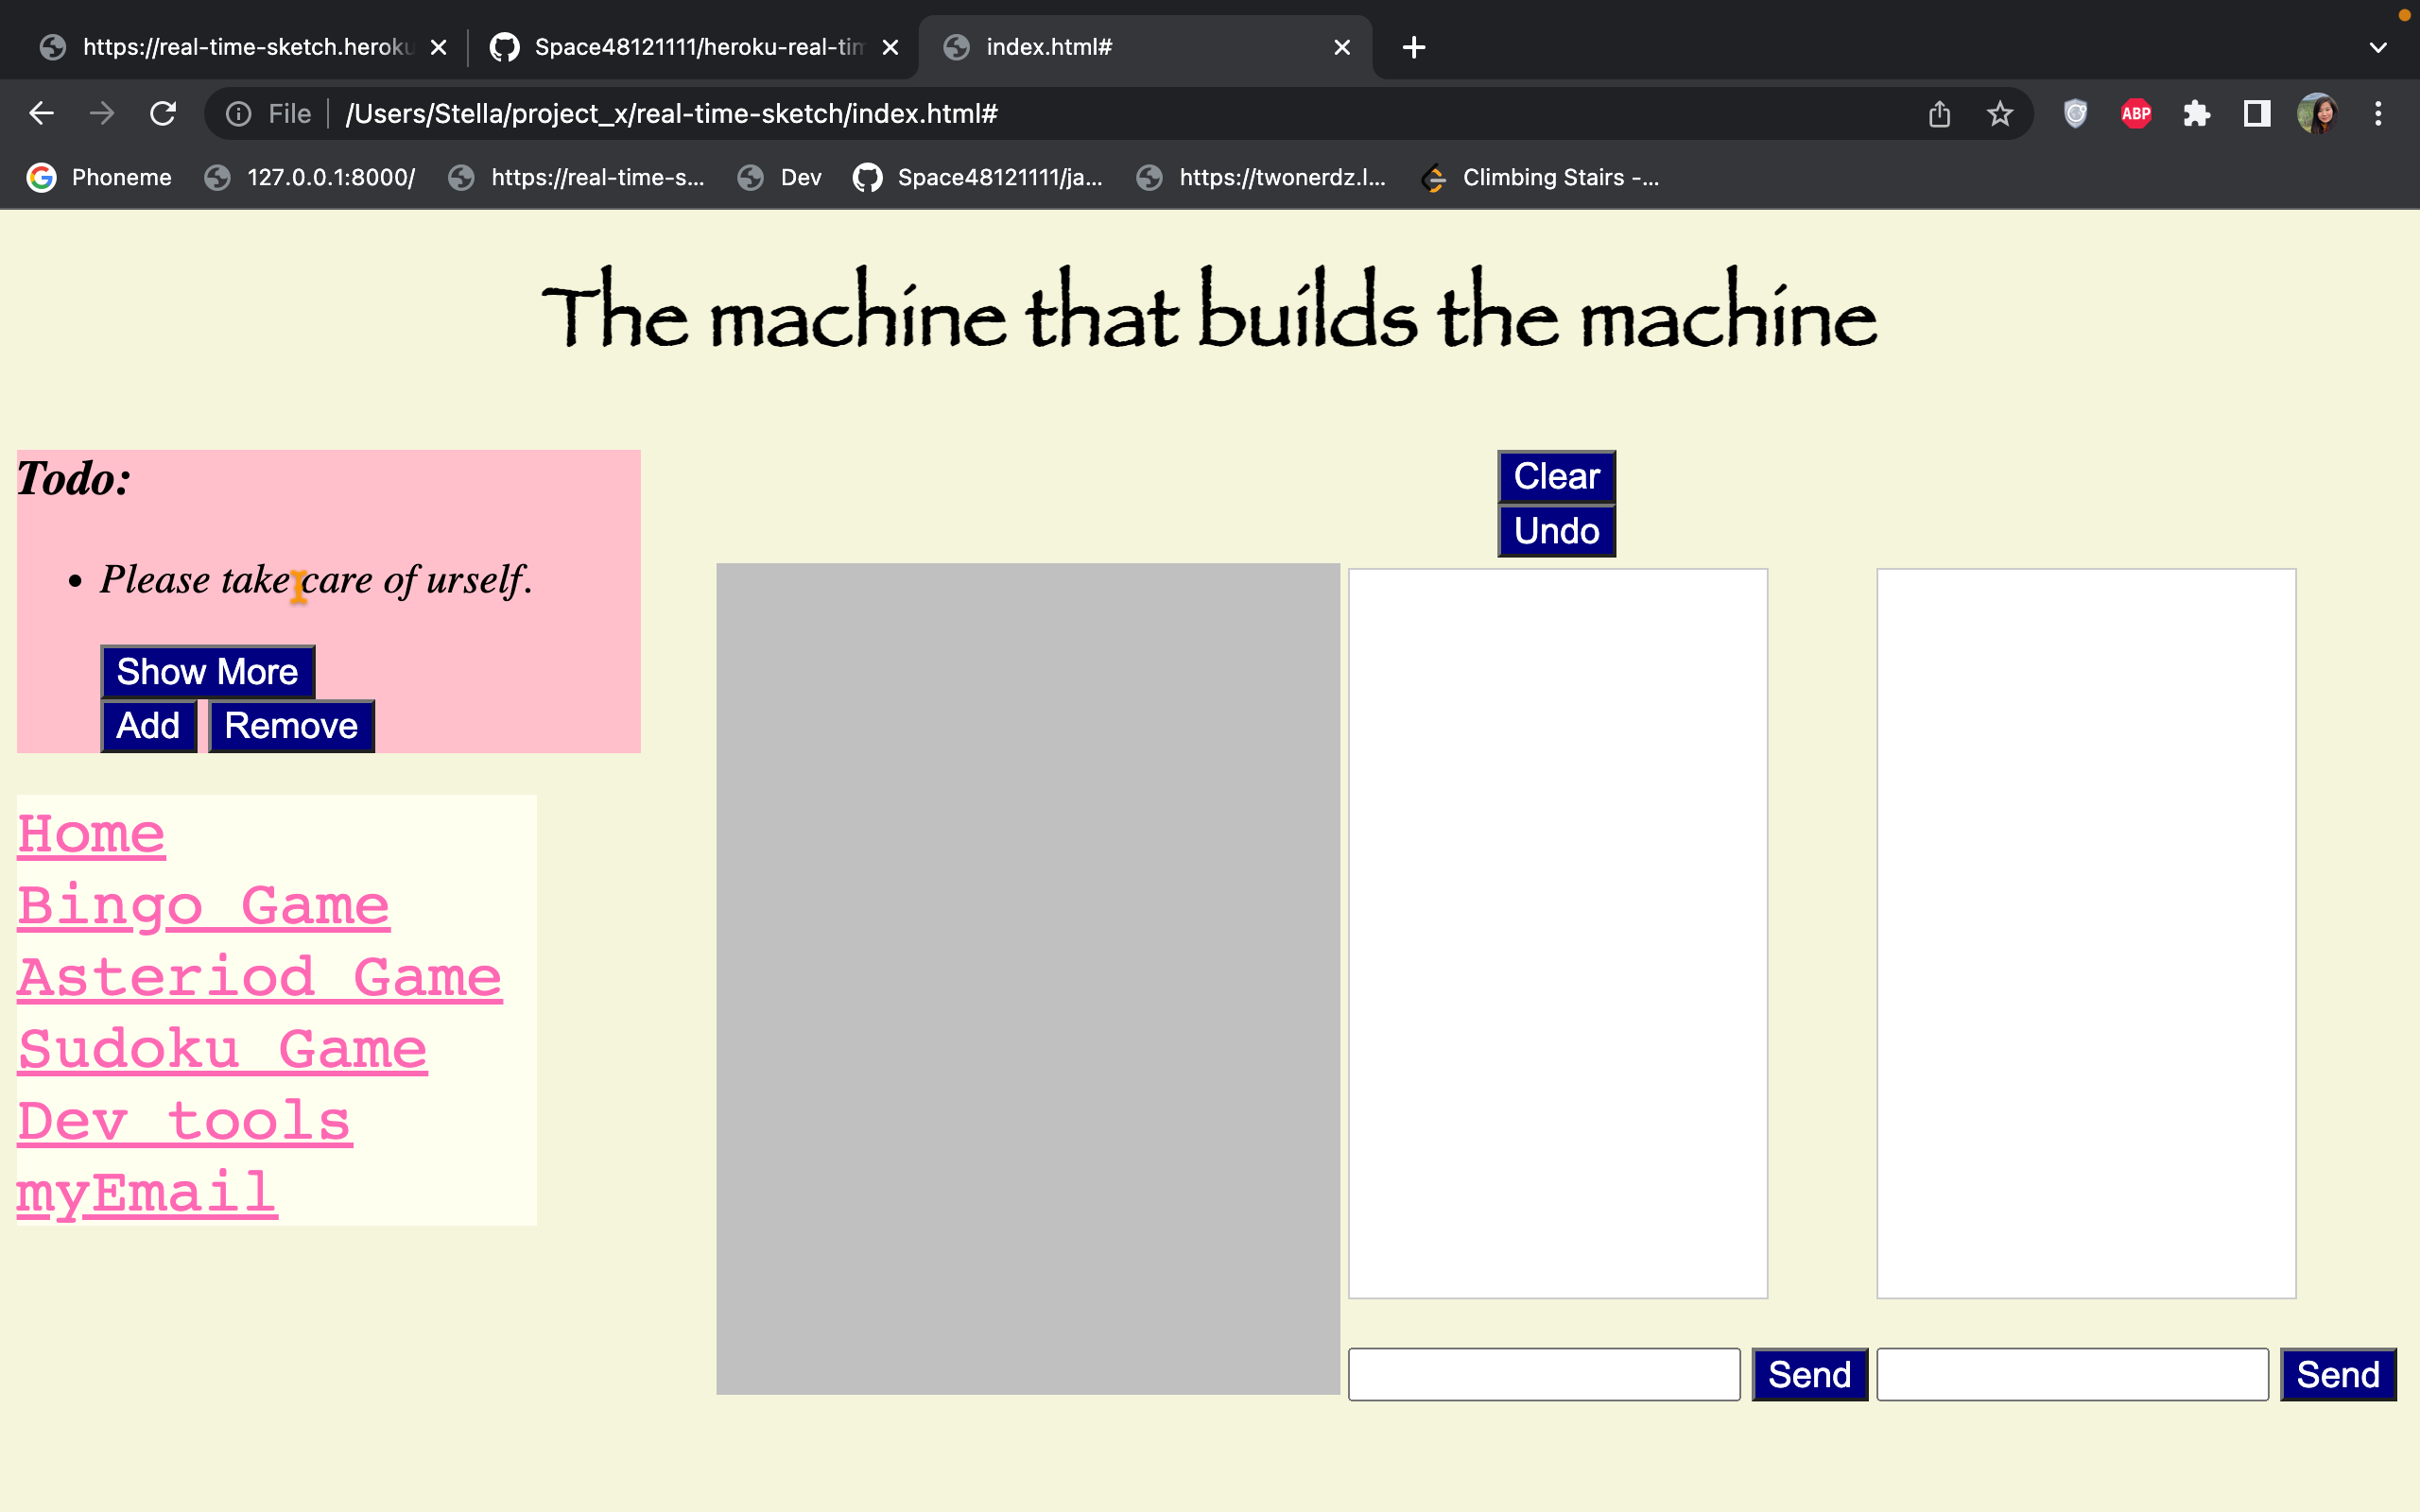 https://real-time-sketch.heroku
Space48121111/heroku-real-tim
index.html#
File
/Users/Stella/project_x/real-time-sketch/index.html#
ABP
Phoneme
127.0.0.1:8000/
https://real-time-s...
Dev
Space48121111/ja...
https://twonerdz.l...
Climbing Stairs -...
The machine that builds the machine
Todo:
Please take care of urself.
Show More
Add Remove
Home
Bingo Game
Asteriod Game
Sudoku Game
Dev tools
myEmail
Clear
Undo
Send
Send